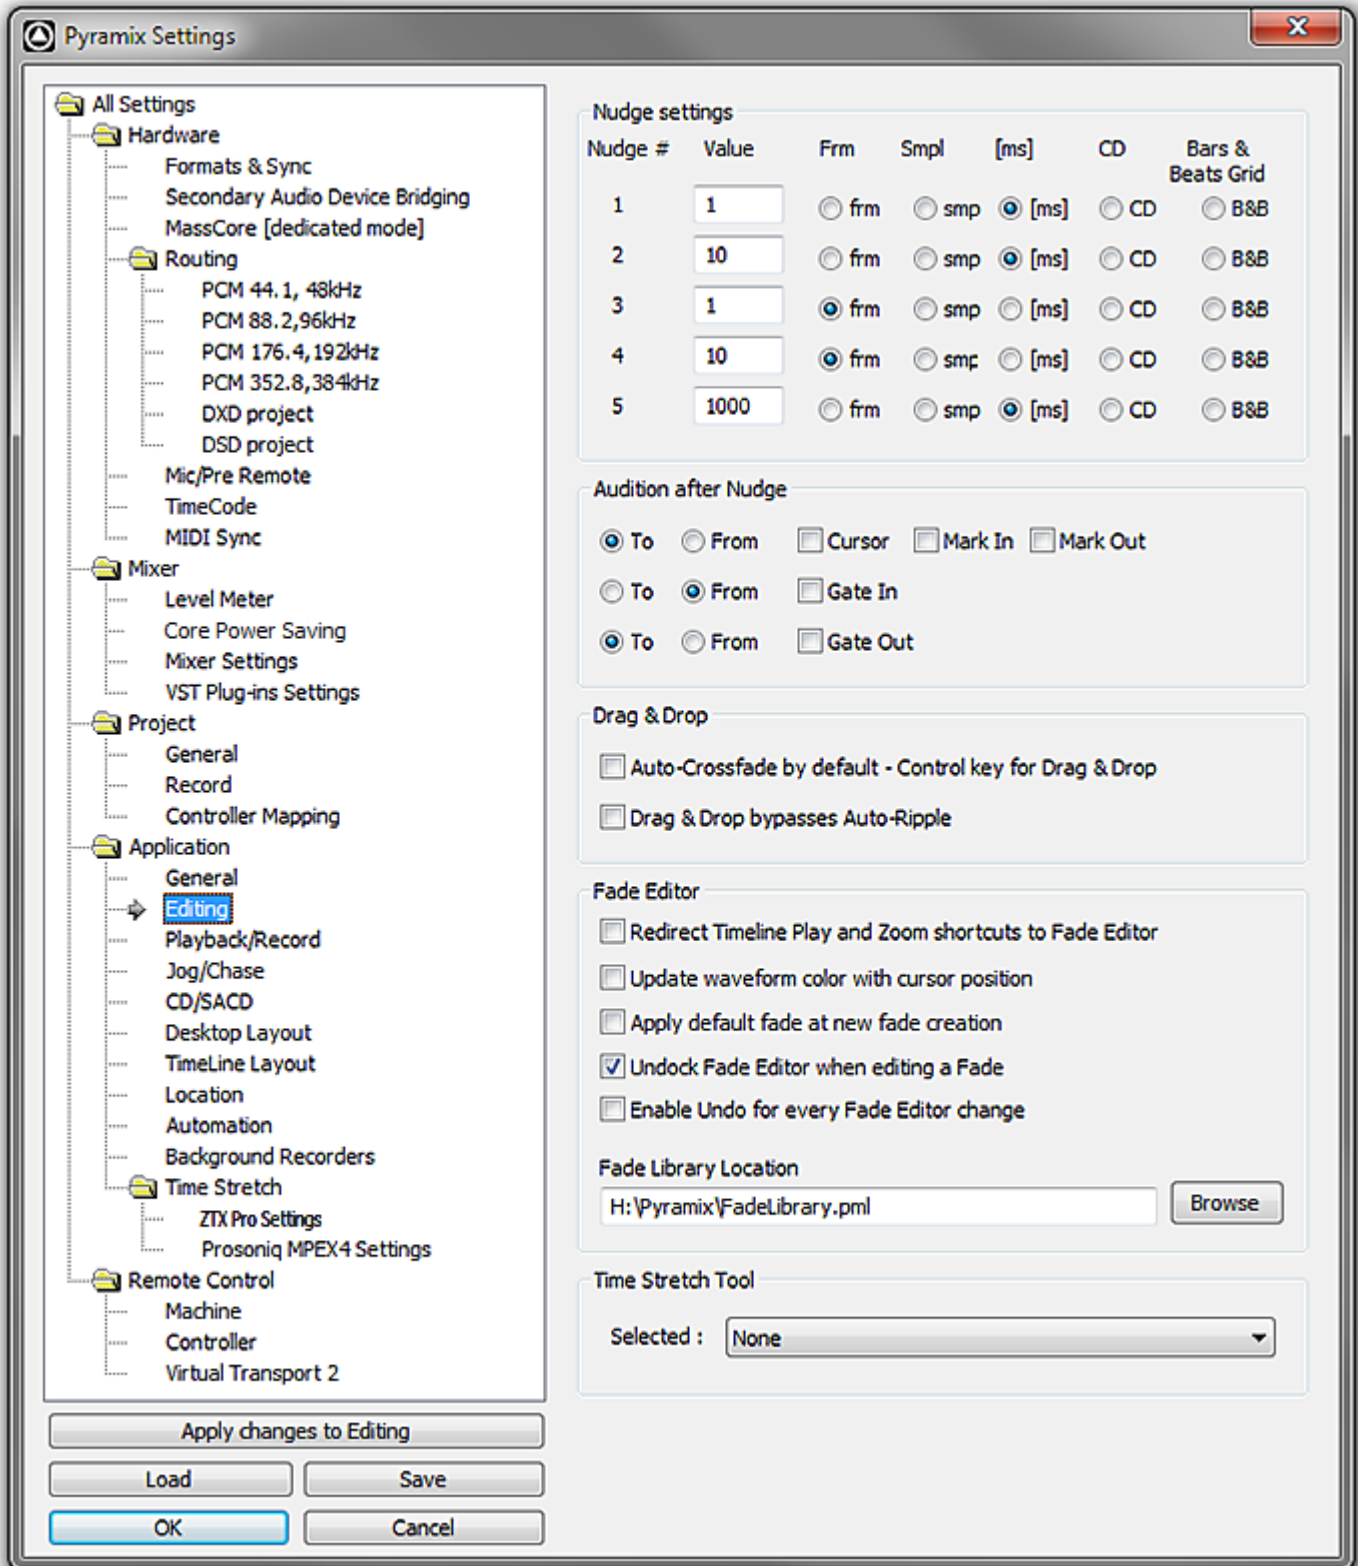 Pyramix Settings
All Settings
Hardware
Formats & Sync
Secondary Audio Device Bridging
MassCore [dedicated mode]
Routing
PCM 44.1, 48kHz
PCM 88.2,96kHz
PCM 176.4,192kHz
PCM 352.8,384kHz
DXD project
DSD project
Mic/Pre Remote
TimeCode
MIDI Sync
Mixer
Level Meter
Core Power Saving
Mixer Settings
VST Plug-ins Settings
Project
General
Record
Controller Mapping
Application
General
Editing
Playback/Record
Jog/Chase
CD/SACD
Desktop Layout
TimeLine Layout
Location
Automation
Background Recorders
Time Stretch
ZTX Pro Settings
Prosoniq MPEX4 Settings
Remote Control
Machine
Controller
Virtual Transport 2
Apply changes to Editing
Load Save
OK Cancel
Nudge settings
Nudge # Value Frm Smpl [ms] CD Bars &
Beats Grid
1 1 frm smp [ms] CD B&B
2 10 frm smp [ms] CD B&B
3 1 frm smp [ms] CD B&B
4 10 frm smp [ms] CD B&B
5 1000 frm smp [ms] CD B&B
Audition after Nudge
To From Cursor Mark In Mark Out
To From Gate In
To From Gate Out
Drag & Drop
Auto-Crossfade by default - Control key for Drag & Drop
Drag & Drop bypasses Auto-Ripple
Fade Editor
Redirect Timeline Play and Zoom shortcuts to Fade Editor
Update waveform color with cursor position
Apply default fade at new fade creation
Undock Fade Editor when editing a Fade
Enable Undo for every Fade Editor change
Fade Library Location
H:\Pyramix\FadeLibrary.pml Browse
Time Stretch Tool
Selected : None